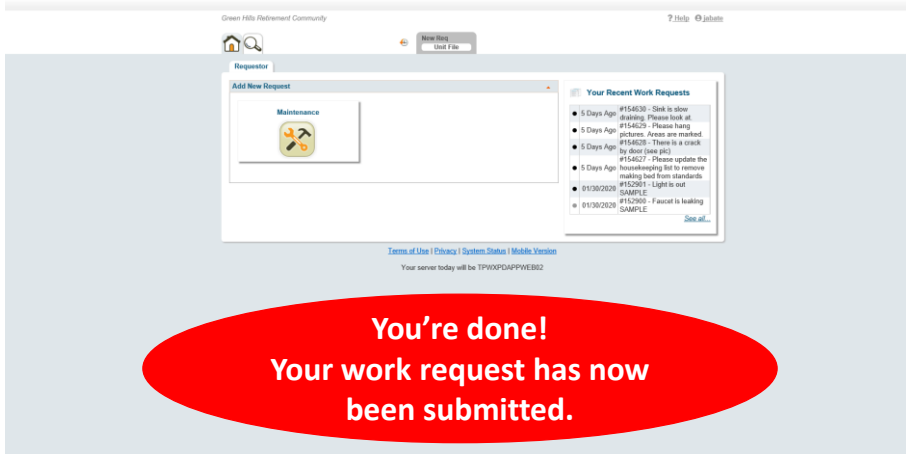 Green Hills Retirement Community
? Help jabate
New Req
Unit File
Requestor
Add New Request
Maintenance
Your Recent Work Requests
5 Days Ago #154630 - Sink is slow
draining. Please look at
5 Days Ago #154629 - Please hang
pictures. Areas are marked.
5 Days Ago #154628 - There is a crack
by door (see pic)
5 Days Ago #154627 - Please update the
housekeeping list to remove
making bed from standards
01/30/2020 #152901 - Light is out
SAMPLE
01/30/2020 #152900 - Faucet is leaking
SAMPLE
See all...
Terms of Use | Privacy | System Status | Mobile Version
Your server today will be TPWXPDAPPWEB02
You're done!
Your work request has now
been submitted.